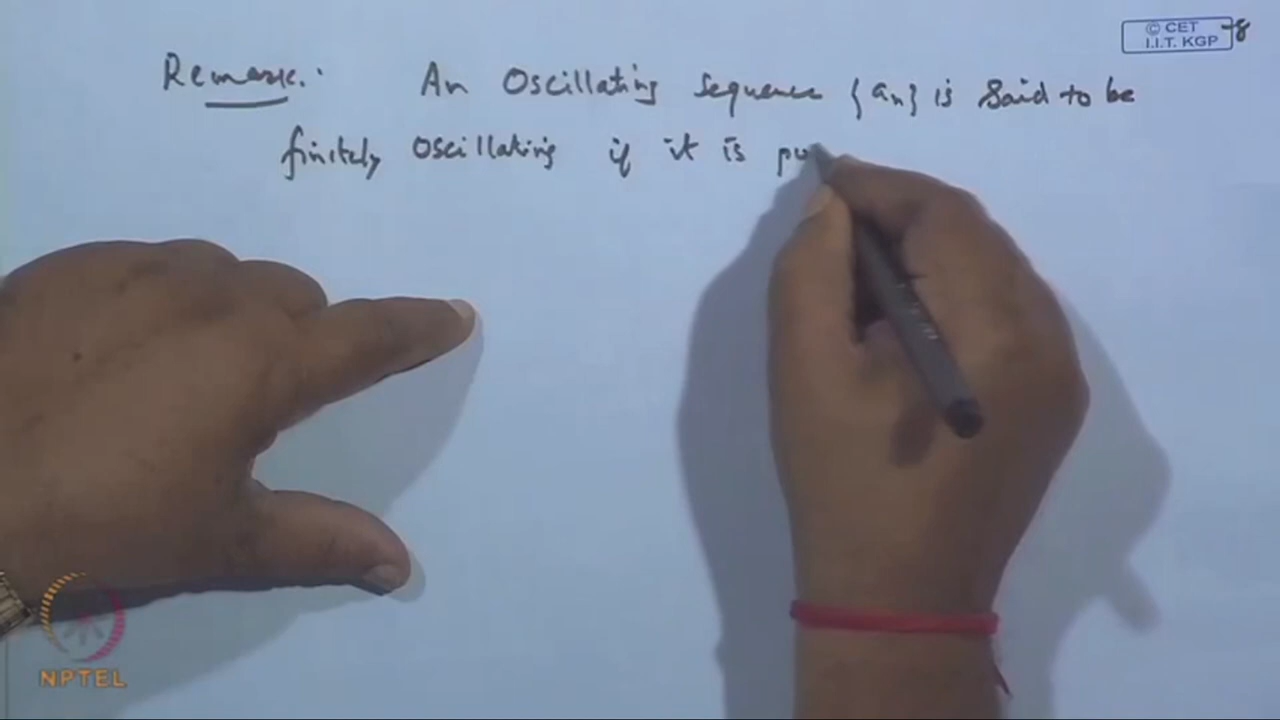 © CET
I.I.T. KGP
Remark: An Oscillating Sequence {an} is said to be
finitely Oscillating if it is
NPTEL